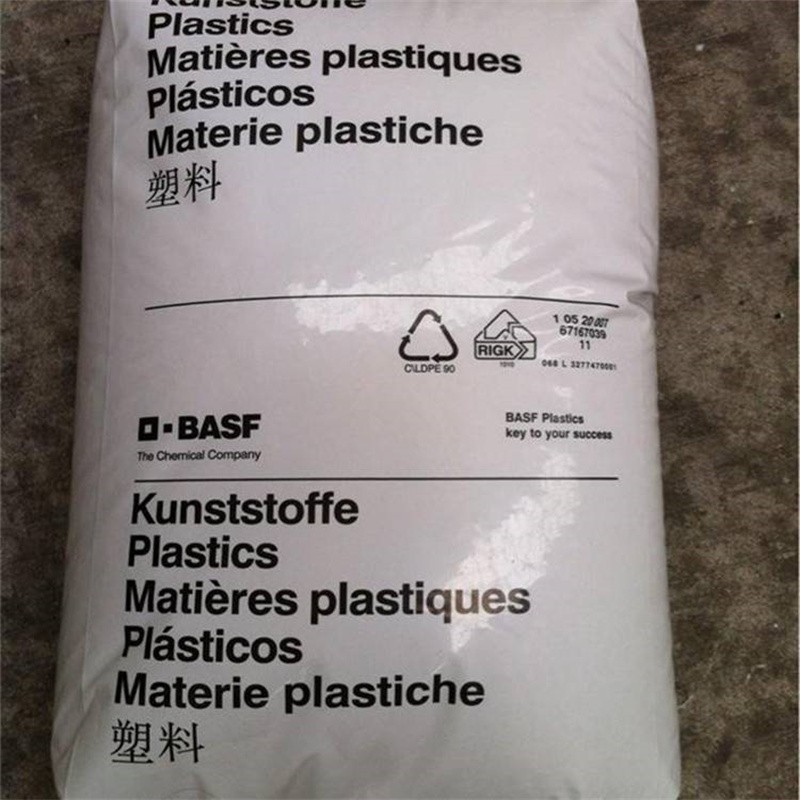 Kunststoffe
Plastics
Matières plastiques
Plásticos
Materie plastiche
塑料
1 05 20 007
67167039
11
068 L 3277470001
C\LDPE 90
RIGK
1010
BASF
The Chemical Company
BASF Plastics
key to your success
Kunststoffe
Plastics
Matières plastiques
Plásticos
Materie plastiche
塑料